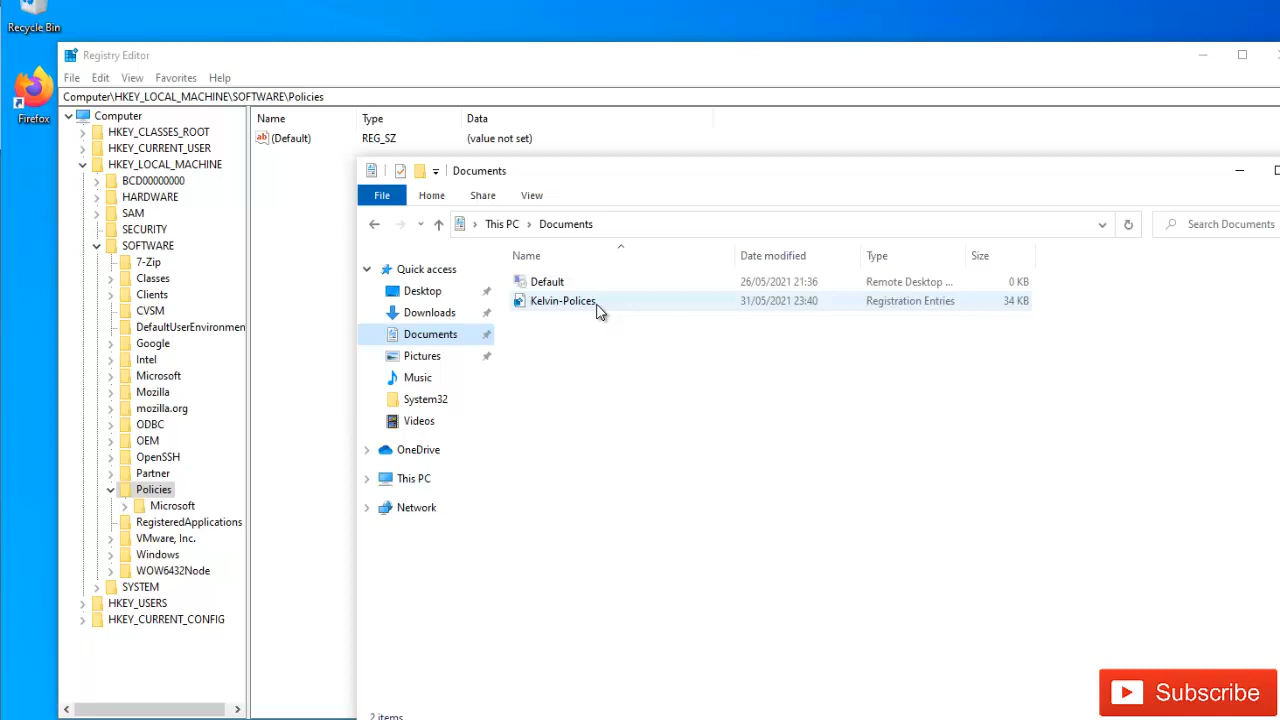 Recycle Bin
Firefox
Registry Editor
File Edit View Favorites Help
Computer\HKEY_LOCAL_MACHINE\SOFTWARE\Policies
Computer
HKEY_CLASSES_ROOT
HKEY_CURRENT_USER
HKEY_LOCAL_MACHINE
BCD00000000
HARDWARE
SAM
SECURITY
SOFTWARE
7-Zip
Classes
Clients
CVSM
DefaultUserEnvironmen
Google
Intel
Microsoft
Mozilla
mozilla.org
ODBC
OEM
OpenSSH
Partner
Policies
Microsoft
RegisteredApplications
VMware, Inc.
Windows
WOW6432Node
SYSTEM
HKEY_USERS
HKEY_CURRENT_CONFIG
Name Type Data
ab (Default) REG_SZ (value not set)
Documents
File Home Share View
This PC Documents
Search Documents
Quick access
Desktop
Downloads
Documents
Pictures
Music
System32
Videos
OneDrive
This PC
Network
Name Date modified Type Size
Default 26/05/2021 21:36 Remote Desktop ... 0 KB
Kelvin-Polices 31/05/2021 23:40 Registration Entries 34 KB
2 items
Subscribe